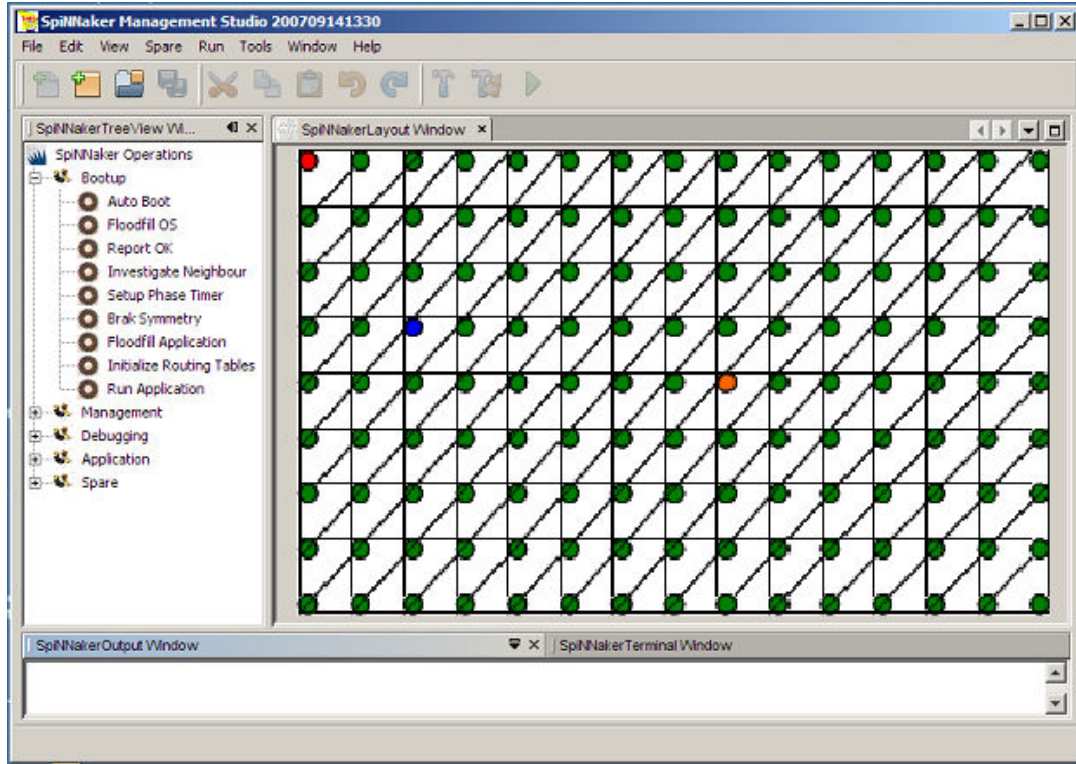 SpiNNaker Management Studio 200709141330
File Edit View Spare Run Tools Window Help
SpiNNakerTreeView Wi...
SpiNNakerLayout Window
SpiNNaker Operations
Bootup
Auto Boot
Floodfill OS
Report OK
Investigate Neighbour
Setup Phase Timer
Brak Symmetry
Floodfill Application
Initialize Routing Tables
Run Application
Management
Debugging
Application
Spare
SpiNNakerOutput Window
SpiNNakerTerminal Window